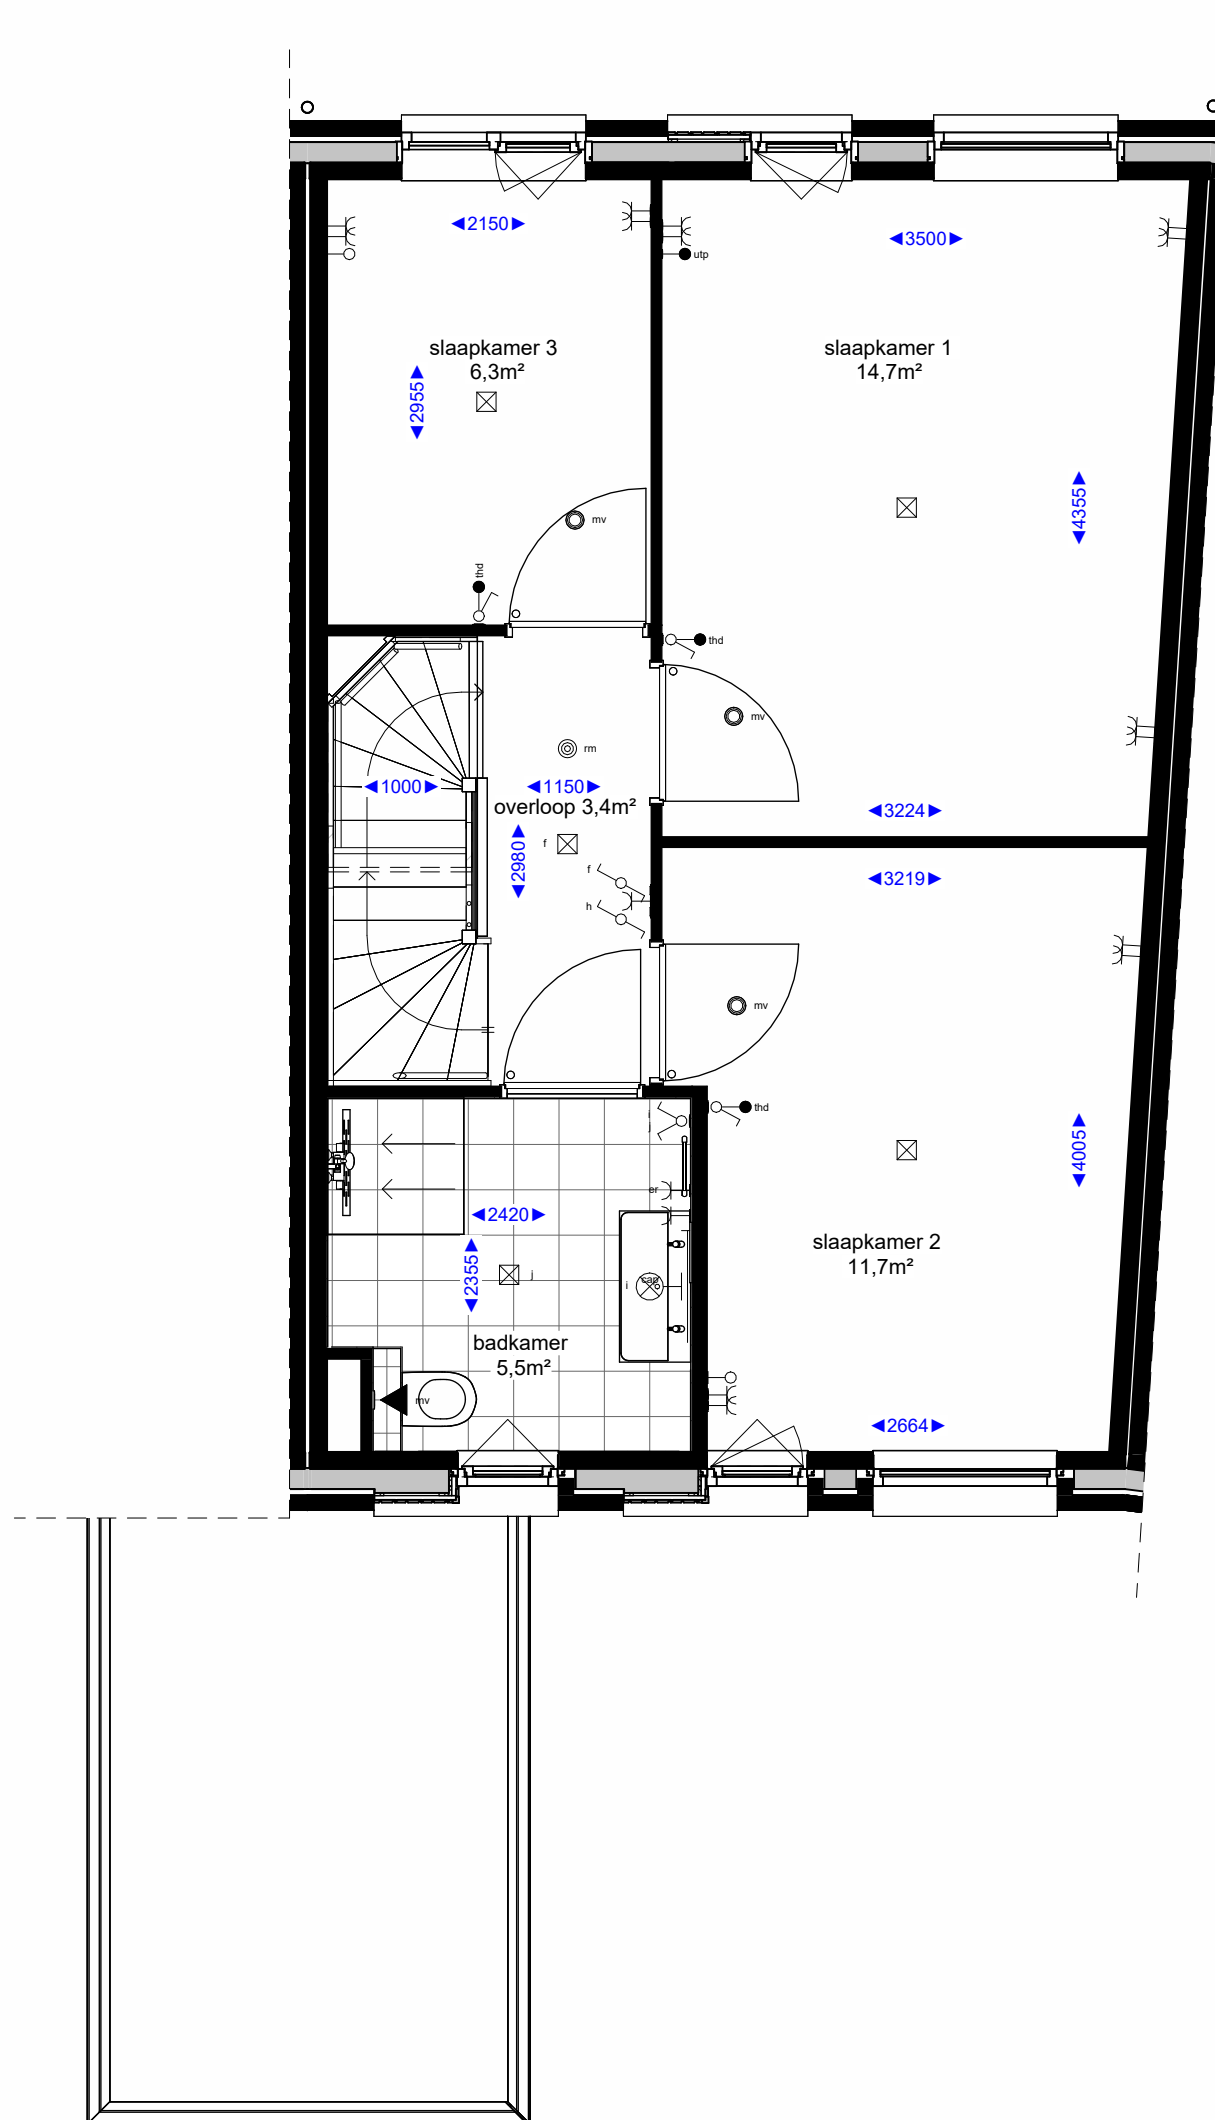 2150
3500
utp
slaapkamer 3
6,3m²
slaapkamer 1
14,7m²
2955
4355
mv
thd
thd
mv
rm
1000
1150
overloop 3,4m²
3224
f
2980
f
3219
h
mv
thd
i
j
4005
er
2420
slaapkamer 2
11,7m²
2355
j
i
cap
badkamer
5,5m²
mv
2664